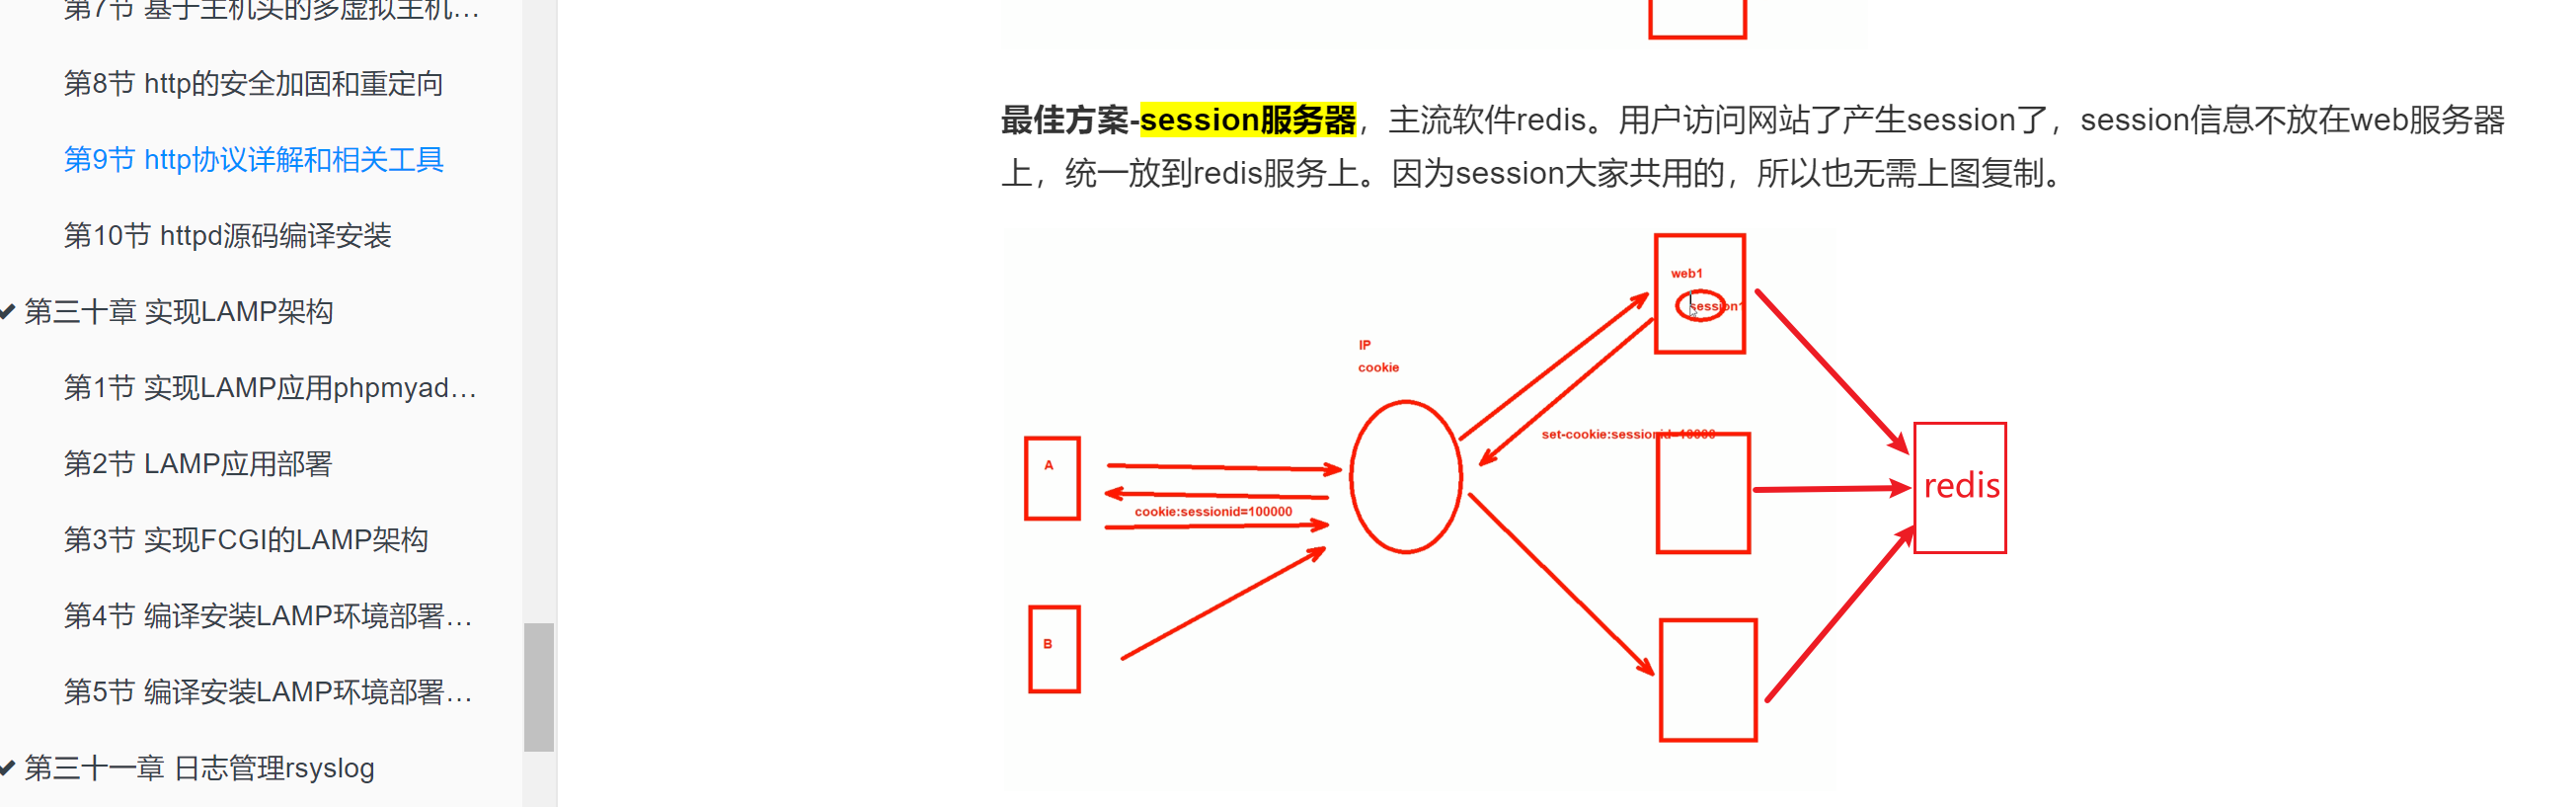 第7节 基于主机头的多虚拟主机…
第8节 http的安全加固和重定向
第9节 http协议详解和相关工具
第10节 httpd源码编译安装
第三十章 实现LAMP架构
第1节 实现LAMP应用phpmyad…
第2节 LAMP应用部署
第3节 实现FCGI的LAMP架构
第4节 编译安装LAMP环境部署…
第5节 编译安装LAMP环境部署…
第三十一章 日志管理rsyslog
最佳方案-session服务器，主流软件redis。用户访问网站了产生session了，session信息不放在web服务器
上，统一放到redis服务上。因为session大家共用的，所以也无需上图复制。
web1
session1
IP
cookie
set-cookie:sessionid=10000
A
redis
cookie:sessionid=100000
B